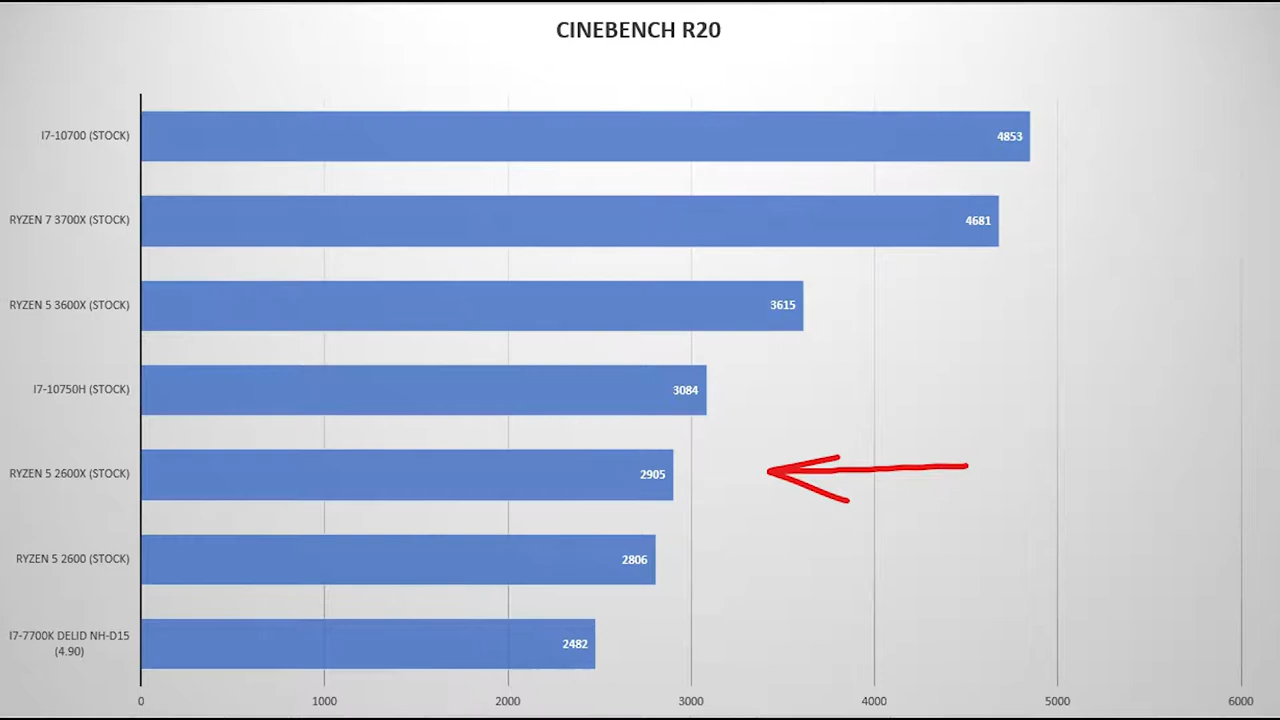 CINEBENCH R20
I7-10700 (STOCK)
4853
RYZEN 7 3700X (STOCK)
4681
RYZEN 5 3600X (STOCK)
3615
I7-10750H (STOCK)
3084
RYZEN 5 2600X (STOCK)
2905
RYZEN 5 2600 (STOCK)
2806
I7-7700K DELID NH-D15
(4.90)
2482
0 1000 2000 3000 4000 5000 6000